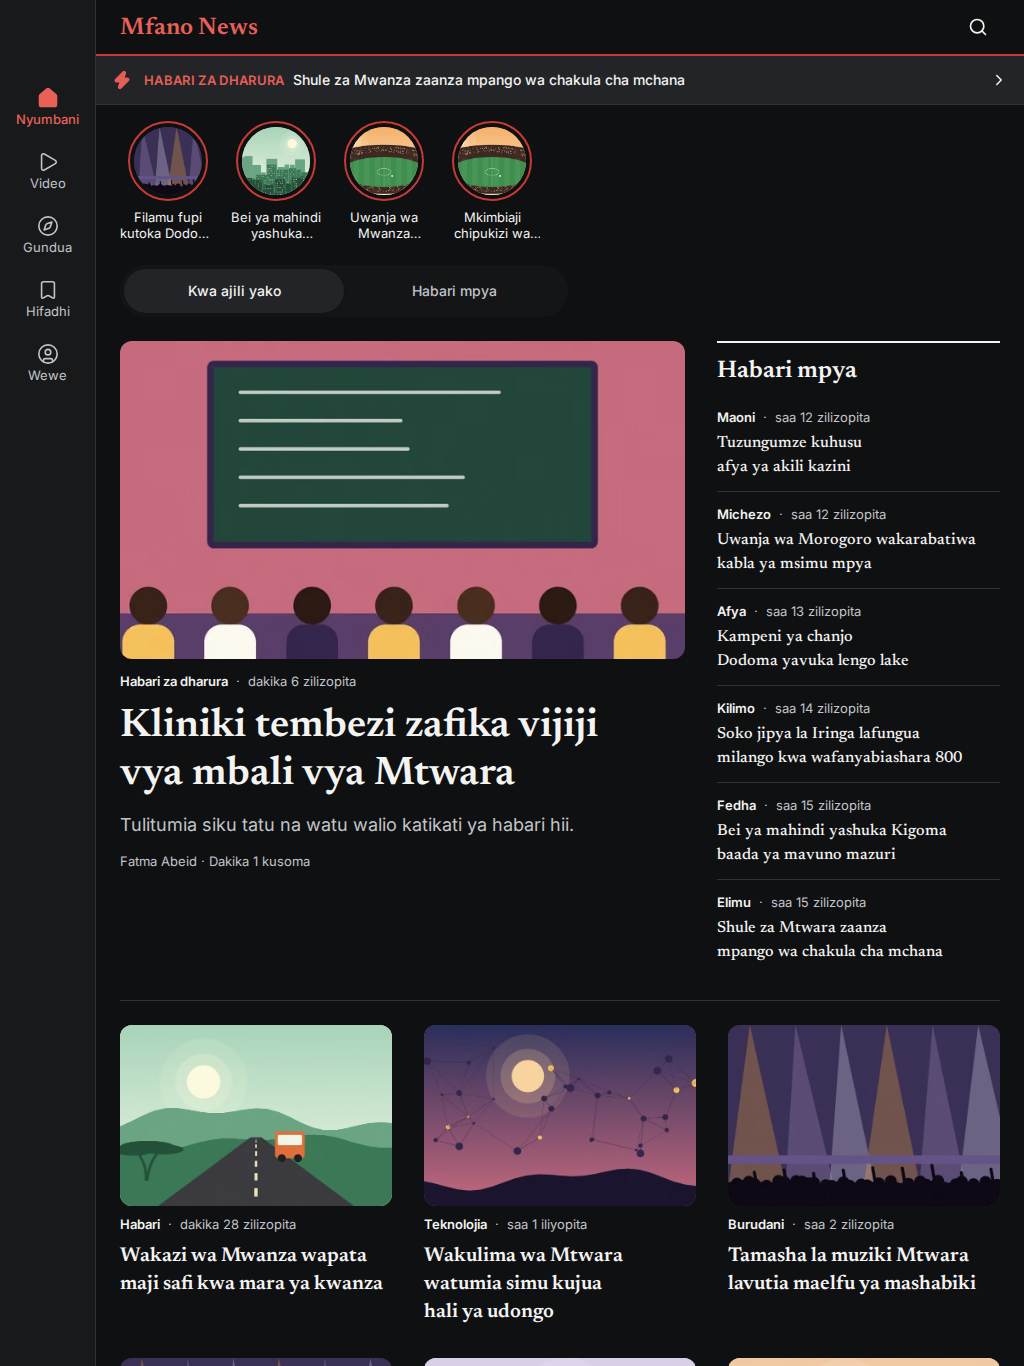 Mfano News
HABARI ZA DHARURA Shule za Mwanza zaanza mpango wa chakula cha mchana
Nyumbani
Video
Gundua
Hifadhi
Wewe
Filamu fupi
kutoka Dodo...
Bei ya mahindi
yashuka...
Uwanja wa
Mwanza...
Mkimbiaji
chipukizi wa...
Kwa ajili yako
Habari mpya
Habari za dharura · dakika 6 zilizopita
Kliniki tembezi zafika vijiji
vya mbali vya Mtwara
Tulitumia siku tatu na watu walio katikati ya habari hii.
Fatma Abeid · Dakika 1 kusoma
Habari mpya
Maoni · saa 12 zilizopita
Tuzungumze kuhusu
afya ya akili kazini
Michezo · saa 12 zilizopita
Uwanja wa Morogoro wakarabatiwa
kabla ya msimu mpya
Afya · saa 13 zilizopita
Kampeni ya chanjo
Dodoma yavuka lengo lake
Kilimo · saa 14 zilizopita
Soko jipya la Iringa lafungua
milango kwa wafanyabiashara 800
Fedha · saa 15 zilizopita
Bei ya mahindi yashuka Kigoma
baada ya mavuno mazuri
Elimu · saa 15 zilizopita
Shule za Mtwara zaanza
mpango wa chakula cha mchana
Habari · dakika 28 zilizopita
Wakazi wa Mwanza wapata
maji safi kwa mara ya kwanza
Teknolojia · saa 1 iliyopita
Wakulima wa Mtwara
watumia simu kujua
hali ya udongo
Burudani · saa 2 zilizopita
Tamasha la muziki Mtwara
lavutia maelfu ya mashabiki